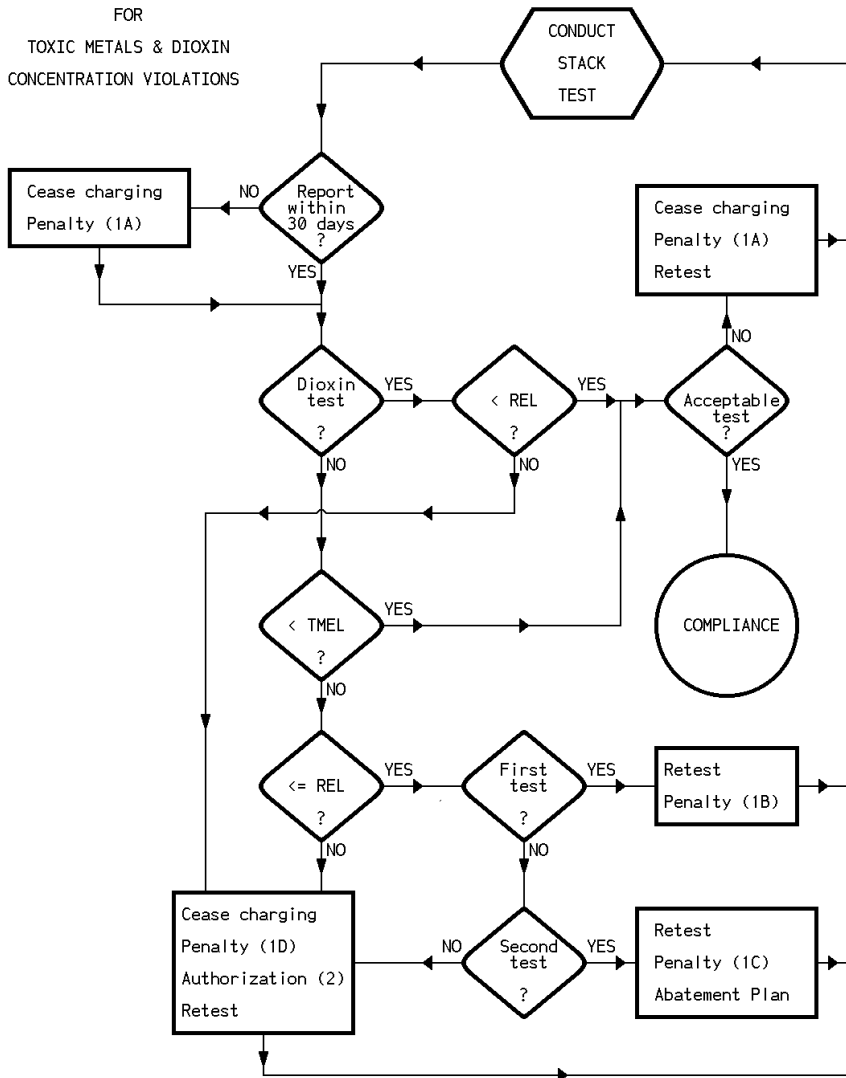 FOR
TOXIC METALS & DIOXIN
CONCENTRATION VIOLATIONS
CONDUCT
STACK
TEST
Cease charging
Penalty (1A)
NO
Report
within
30 days
?
YES
Cease charging
Penalty (1A)
Retest
NO
Dioxin
test
?
YES
NO
< REL
?
YES
NO
Acceptable
test
?
YES
COMPLIANCE
< TMEL
?
YES
NO
<= REL
?
YES
NO
First
test
?
YES
NO
Retest
Penalty (1B)
Cease charging
Penalty (1D)
Authorization (2)
Retest
NO
Second
test
?
YES
Retest
Penalty (1C)
Abatement Plan